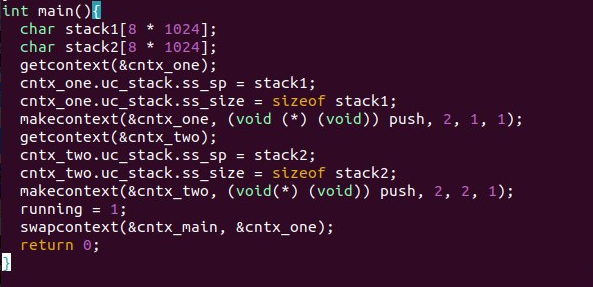 int main(){
  char stack1[8 * 1024];
  char stack2[8 * 1024];
  getcontext(&cntx_one);
  cntx_one.uc_stack.ss_sp = stack1;
  cntx_one.uc_stack.ss_size = sizeof stack1;
  makecontext(&cntx_one, (void (*) (void)) push, 2, 1, 1);
  getcontext(&cntx_two);
  cntx_two.uc_stack.ss_sp = stack2;
  cntx_two.uc_stack.ss_size = sizeof stack2;
  makecontext(&cntx_two, (void(*) (void)) push, 2, 2, 1);
  running = 1;
  swapcontext(&cntx_main, &cntx_one);
  return 0;
}